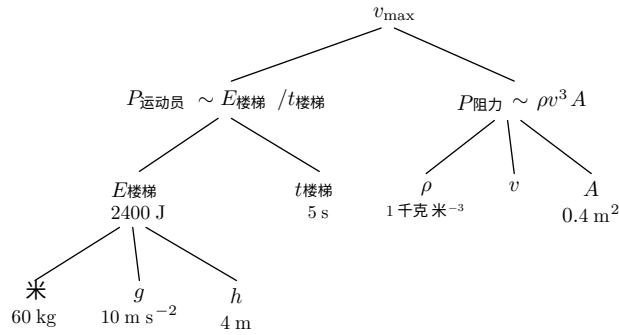 v_max
P运动员 ~ E楼梯 /t楼梯
P阻力 ~ ρv³ A
E楼梯
2400 J
t楼梯
5 s
ρ
1 千克 米⁻³
v
A
0.4 m²
米
60 kg
g
10 m s⁻²
h
4 m